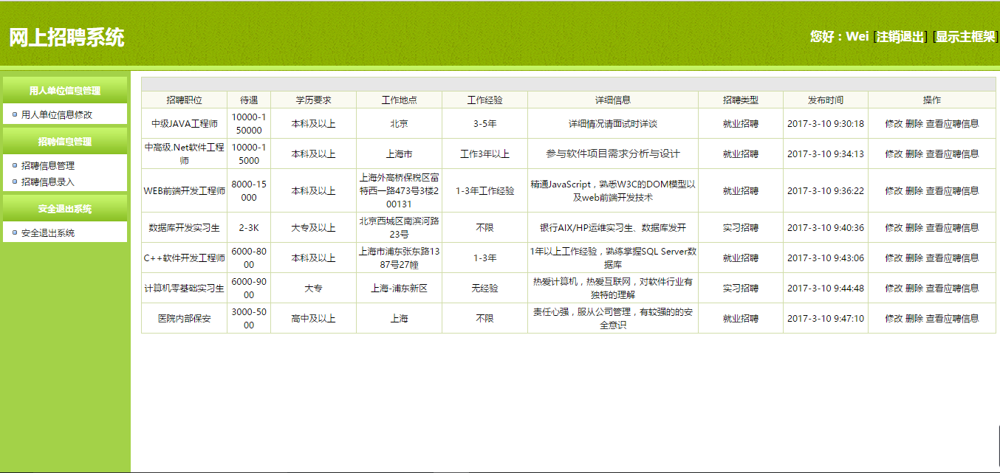 网上招聘系统
您好：Wei [注销退出] [显示主框架]
用人单位信息管理
用人单位信息修改
招聘信息管理
招聘信息管理
招聘信息录入
安全退出系统
安全退出系统
招聘职位 待遇 学历要求 工作地点 工作经验 详细信息 招聘类型 发布时间 操作
中级JAVA工程师 10000-1 本科及以上 北京 3-5年 详细情况请面试时详谈 就业招聘 2017-3-10 9:30:18 修改 删除 查看应聘信息
50000
中高级.Net软件工程 10000-1 本科及以上 上海市 工作3年以上 参与软件项目需求分析与设计 就业招聘 2017-3-10 9:34:13 修改 删除 查看应聘信息
师 5000
WEB前端开发工程师 8000-15 本科及以上 上海外高桥保税区富 1-3年工作经验 精通JavaScript，熟悉W3C的DOM模型以 就业招聘 2017-3-10 9:36:22 修改 删除 查看应聘信息
000 特西一路473号3楼2 及web前端开发技术
00131
数据库开发实习生 2-3K 大专及以上 北京西城区南滨河路 不限 银行AIX/HP运维实习生、数据库发开 实习招聘 2017-3-10 9:40:36 修改 删除 查看应聘信息
23号
C++软件开发工程师 6000-80 本科及以上 上海市浦东张东路13 1-3年 1年以上工作经验，熟练掌握SQL Server数 就业招聘 2017-3-10 9:43:06 修改 删除 查看应聘信息
00 87号27幢 据库
计算机零基础实习生 6000-90 大专 上海-浦东新区 无经验 热爱计算机，热爱互联网，对软件行业有 实习招聘 2017-3-10 9:44:48 修改 删除 查看应聘信息
00 独特的理解
医院内部保安 3000-50 高中及以上 上海 不限 责任心强，服从公司管理，有较强的的安 就业招聘 2017-3-10 9:47:10 修改 删除 查看应聘信息
00 全意识